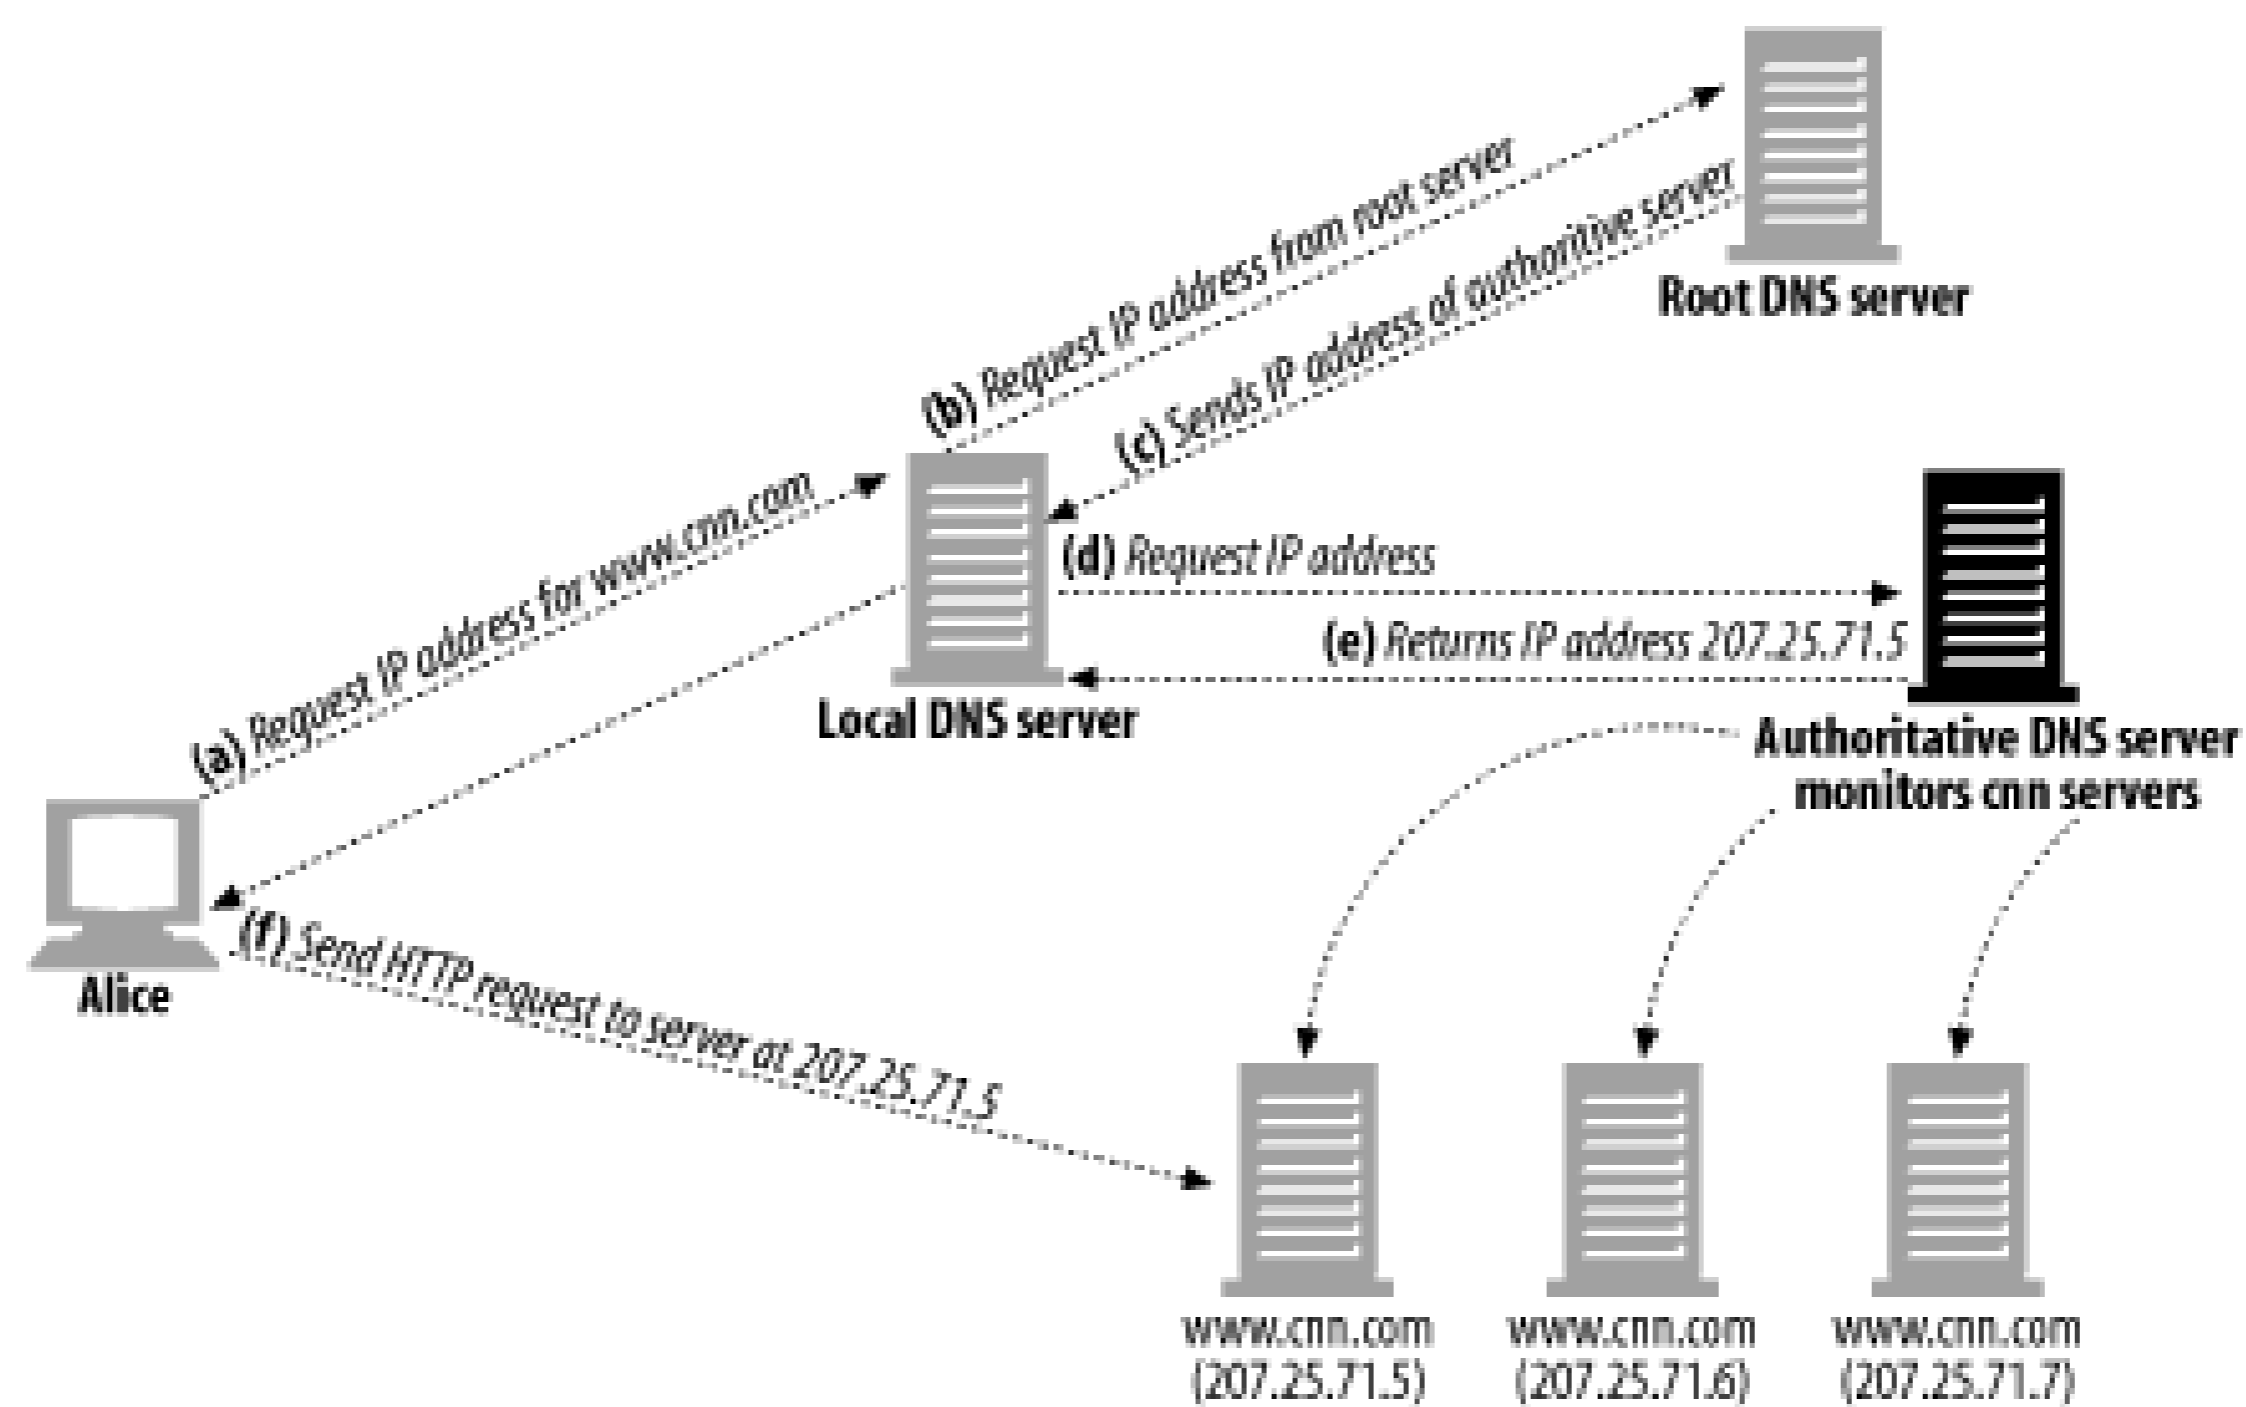 Root DNS server
(b) Request IP address from root server
(c) Sends IP address of authoritive server
(a) Request IP address for www.cnn.com
(d) Request IP address
(e) Returns IP address 207.25.71.5
Local DNS server
Authoritative DNS server
monitors cnn servers
Alice
(f) Send HTTP request to server at 207.25.71.5
www.cnn.com
(207.25.71.5)
www.cnn.com
(207.25.71.6)
www.cnn.com
(207.25.71.7)